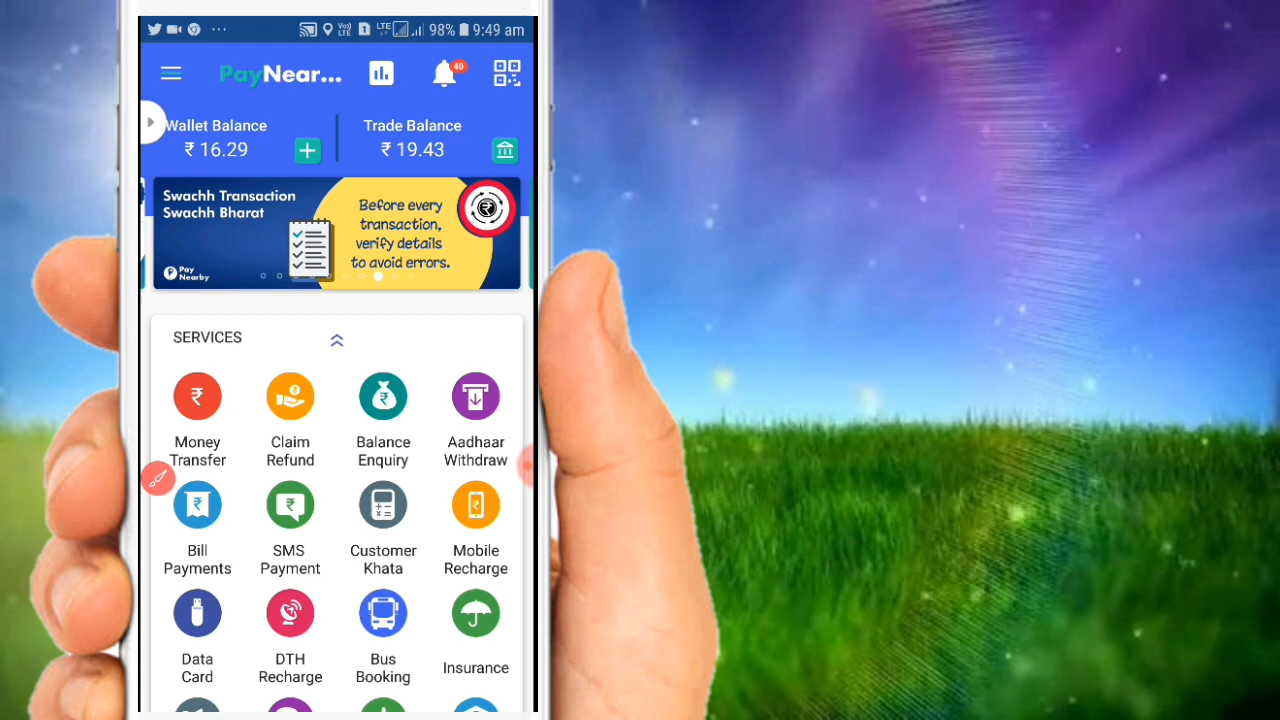 98% 9:49 am
PayNear... 40
Wallet Balance
₹ 16.29
Trade Balance
₹ 19.43
Swachh Transaction
Swachh Bharat
Before every
transaction,
verify details
to avoid errors.
Pay
Nearby
SERVICES
Money
Transfer
Claim
Refund
Balance
Enquiry
Aadhaar
Withdraw
Bill
Payments
SMS
Payment
Customer
Khata
Mobile
Recharge
Data
Card
DTH
Recharge
Bus
Booking
Insurance